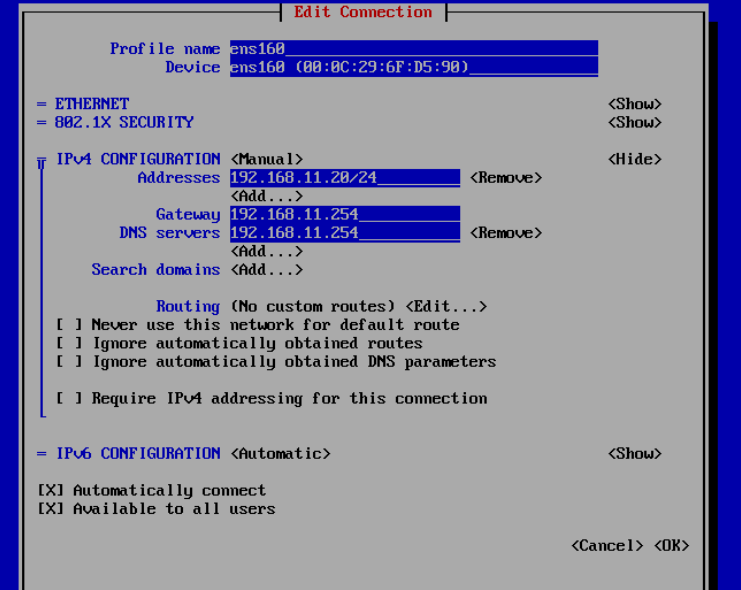 Edit Connection
Profile name ens160
Device ens160 (00:0C:29:6F:D5:90)
= ETHERNET <Show>
= 802.1X SECURITY <Show>
IPv4 CONFIGURATION <Manual> <Hide>
Addresses 192.168.11.20/24 <Remove>
<Add...>
Gateway 192.168.11.254
DNS servers 192.168.11.254 <Remove>
<Add...>
Search domains <Add...>
Routing (No custom routes) <Edit...>
[ ] Never use this network for default route
[ ] Ignore automatically obtained routes
[ ] Ignore automatically obtained DNS parameters
[ ] Require IPv4 addressing for this connection
= IPv6 CONFIGURATION <Automatic> <Show>
[X] Automatically connect
[X] Available to all users
<Cancel> <OK>